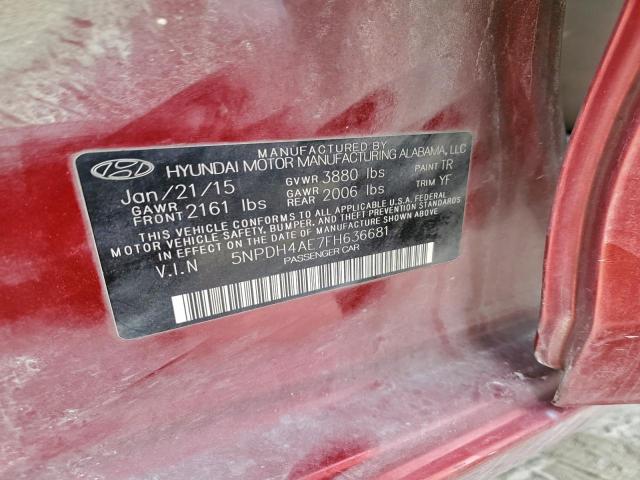 MANUFACTURED BY
HYUNDAI MOTOR MANUFACTURING ALABAMA, LLC
Jan/21/15 GVWR 3880 lbs PAINT TR
GAWR FRONT 2161 lbs GAWR REAR 2006 lbs TRIM YF
THIS VEHICLE CONFORMS TO ALL APPLICABLE U.S.A. FEDERAL
MOTOR VEHICLE SAFETY, BUMPER, AND THEFT PREVENTION STANDARDS
IN EFFECT ON THE DATE OF MANUFACTURE SHOWN ABOVE.
V.I.N 5NPDH4AE7FH636681
PASSENGER CAR